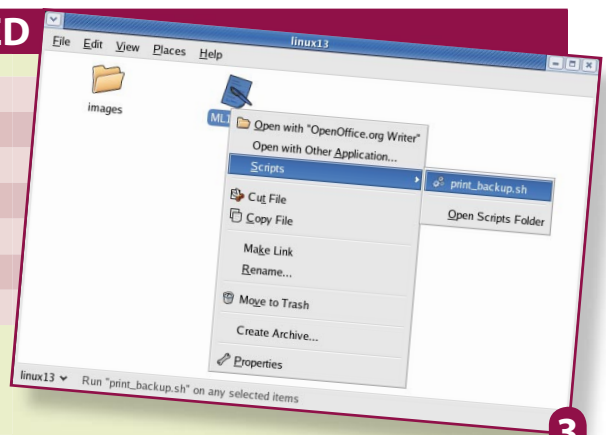 ED
linux13
File Edit View Places Help
images
ML1
Open with "OpenOffice.org Writer"
Open with Other Application...
Scripts
print_backup.sh
Open Scripts Folder
Cut File
Copy File
Make Link
Rename...
Move to Trash
Create Archive...
Properties
linux13 Run "print_backup.sh" on any selected items
3